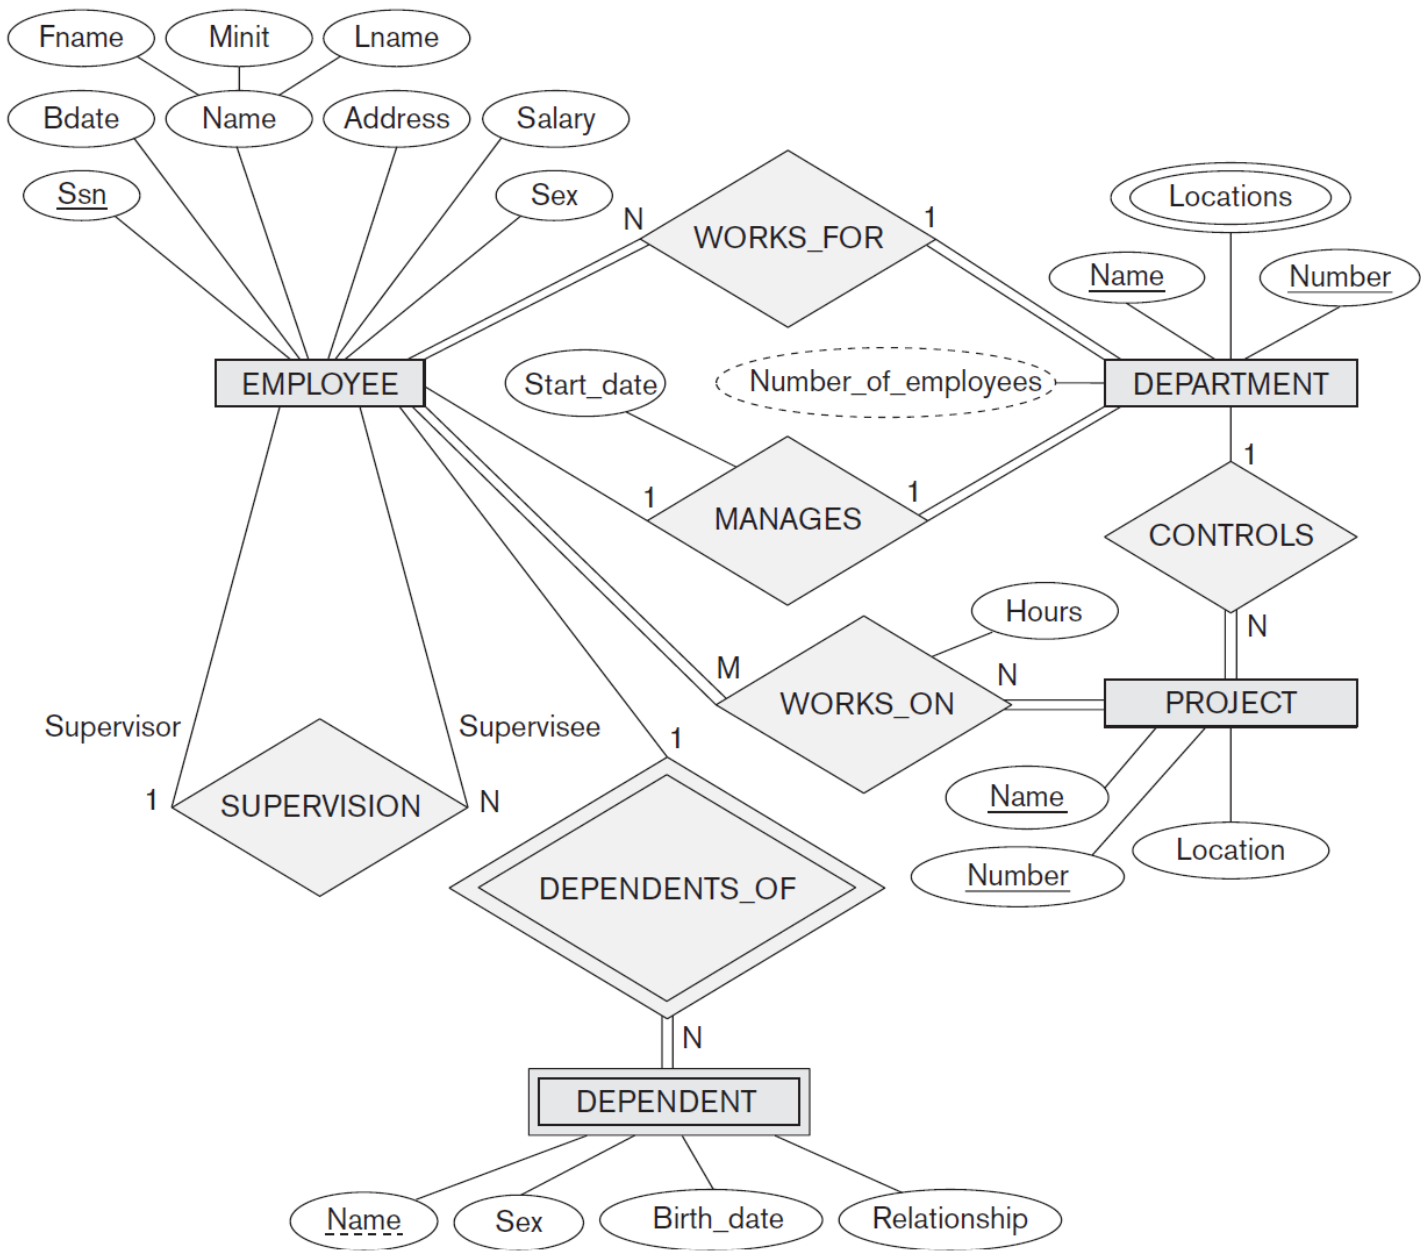 Fname
Minit
Lname
Bdate
Name
Address
Salary
Ssn
Sex
N
WORKS_FOR
1
Locations
Name
Number
EMPLOYEE
Start_date
Number_of_employees
DEPARTMENT
1
MANAGES
1
1
CONTROLS
N
Hours
M
WORKS_ON
N
PROJECT
Supervisor
Supervisee
1
1
SUPERVISION
N
Name
Number
Location
DEPENDENTS_OF
N
DEPENDENT
Name
Sex
Birth_date
Relationship